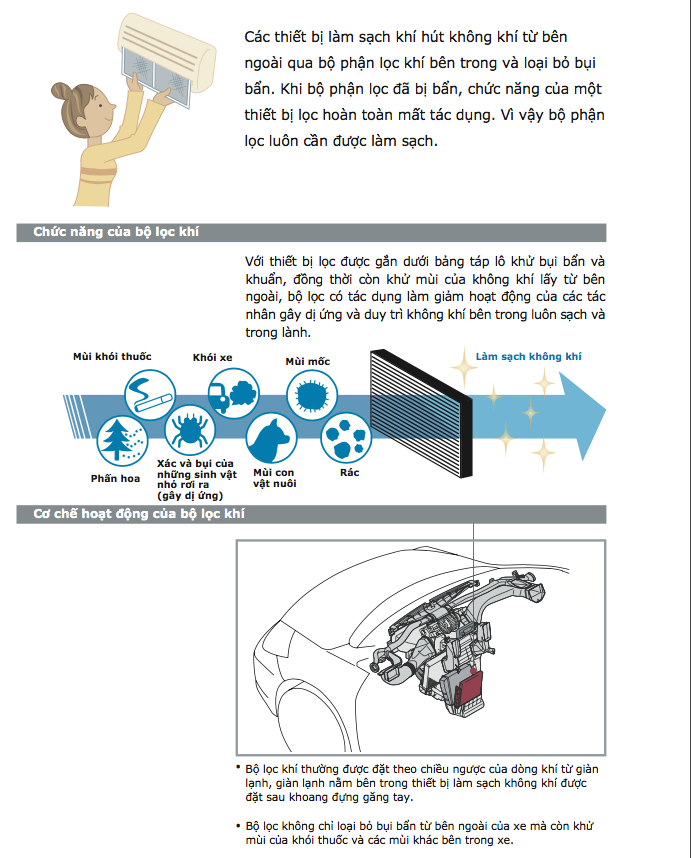 Các thiết bị làm sạch khí hút không khí từ bên
ngoài qua bộ phận lọc khí bên trong và loại bỏ bụi
bẩn. Khi bộ phận lọc đã bị bẩn, chức năng của một
thiết bị lọc hoàn toàn mất tác dụng. Vì vậy bộ phận
lọc luôn cần được làm sạch.
Chức năng của bộ lọc khí
Với thiết bị lọc được gắn dưới bảng táp lô khử bụi bẩn và
khuẩn, đồng thời còn khử mùi của không khí lấy từ bên
ngoài, bộ lọc có tác dụng làm giảm hoạt động của các tác
nhân gây dị ứng và duy trì không khí bên trong luôn sạch và
trong lành.
Mùi khói thuốc
Khói xe
Mùi mốc
Làm sạch không khí
Phấn hoa
Xác và bụi của
những sinh vật
nhỏ rơi ra
(gây dị ứng)
Mùi con
vật nuôi
Rác
Cơ chế hoạt động của bộ lọc khí
• Bộ lọc khí thường được đặt theo chiều ngược của dòng khí từ giàn
lạnh, giàn lạnh nằm bên trong thiết bị làm sạch không khí được
đặt sau khoang đựng găng tay.
• Bộ lọc không chỉ loại bỏ bụi bẩn từ bên ngoài của xe mà còn khử
mùi của khói thuốc và các mùi khác bên trong xe.